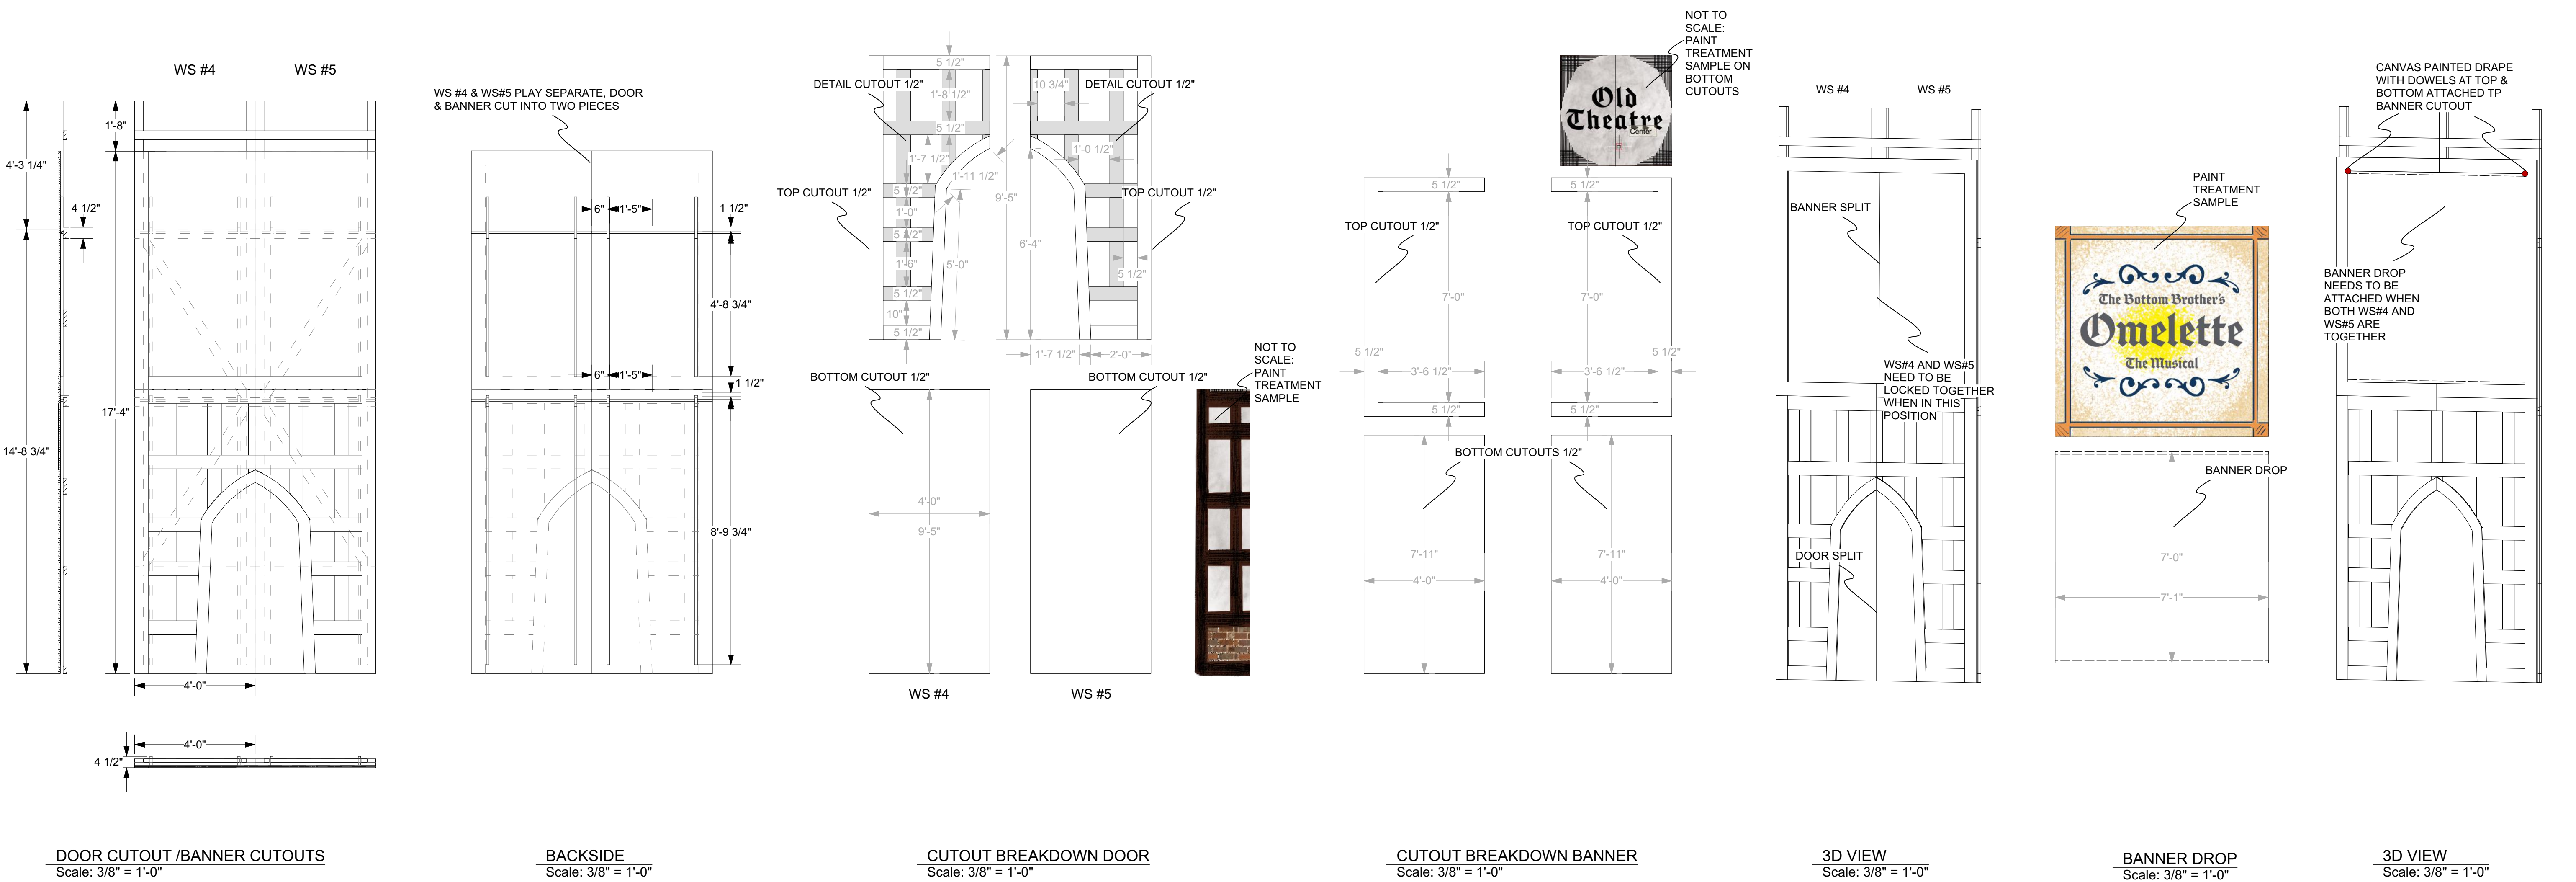 WS #4
WS #5
1'-8"
4'-3 1/4"
4 1/2"
17'-4"
14'-8 3/4"
4'-0"
4'-0"
4 1/2"
DOOR CUTOUT /BANNER CUTOUTS
Scale: 3/8" = 1'-0"
WS #4 & WS#5 PLAY SEPARATE, DOOR
& BANNER CUT INTO TWO PIECES
6"
1'-5"
1 1/2"
4'-8 3/4"
6"
1'-5"
1 1/2"
8'-9 3/4"
BACKSIDE
Scale: 3/8" = 1'-0"
5 1/2"
DETAIL CUTOUT 1/2"
DETAIL CUTOUT 1/2"
1'-8 1/2"
10 3/4"
5 1/2"
1'-7 1/2"
1'-0 1/2"
1'-11 1/2"
TOP CUTOUT 1/2"
5 1/2"
9'-5"
TOP CUTOUT 1/2"
1'-0"
5 1/2"
6'-4"
1'-6"
5'-0"
5 1/2"
5 1/2"
10"
5 1/2"
1'-7 1/2"
2'-0"
BOTTOM CUTOUT 1/2"
BOTTOM CUTOUT 1/2"
NOT TO
SCALE:
PAINT
TREATMENT
SAMPLE
4'-0"
9'-5"
WS #4
WS #5
CUTOUT BREAKDOWN DOOR
Scale: 3/8" = 1'-0"
NOT TO
SCALE:
PAINT
TREATMENT
SAMPLE ON
BOTTOM
CUTOUTS
Old
Theatre
Center
5 1/2"
5 1/2"
TOP CUTOUT 1/2"
TOP CUTOUT 1/2"
7'-0"
7'-0"
5 1/2"
5 1/2"
3'-6 1/2"
3'-6 1/2"
5 1/2"
5 1/2"
BOTTOM CUTOUTS 1/2"
7'-11"
7'-11"
4'-0"
4'-0"
CUTOUT BREAKDOWN BANNER
Scale: 3/8" = 1'-0"
WS #4
WS #5
BANNER SPLIT
WS#4 AND WS#5
NEED TO BE
LOCKED TOGETHER
WHEN IN THIS
POSITION
DOOR SPLIT
3D VIEW
Scale: 3/8" = 1'-0"
PAINT
TREATMENT
SAMPLE
The Bottom Brother's
Omelette
The Musical
BANNER DROP
7'-0"
7'-1"
BANNER DROP
Scale: 3/8" = 1'-0"
CANVAS PAINTED DRAPE
WITH DOWELS AT TOP &
BOTTOM ATTACHED TP
BANNER CUTOUT
BANNER DROP
NEEDS TO BE
ATTACHED WHEN
BOTH WS#4 AND
WS#5 ARE
TOGETHER
3D VIEW
Scale: 3/8" = 1'-0"